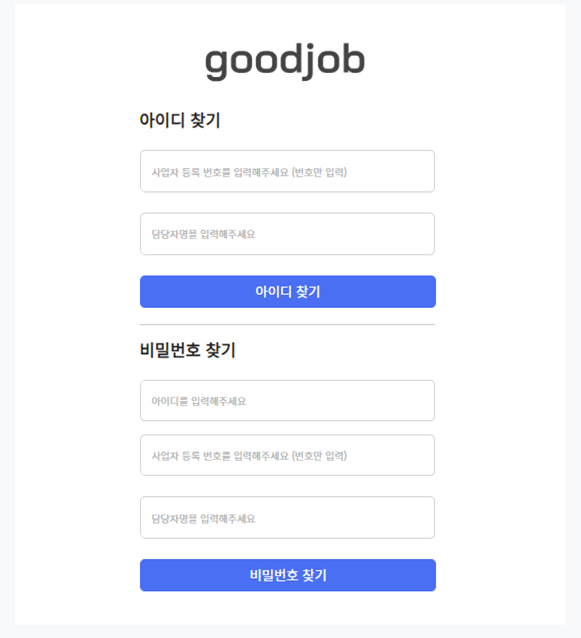 goodjob
아이디 찾기
사업자 등록 번호를 입력해주세요 (번호만 입력)
담당자명을 입력해주세요
아이디 찾기
비밀번호 찾기
아이디를 입력해주세요
사업자 등록 번호를 입력해주세요 (번호만 입력)
담당자명을 입력해주세요
비밀번호 찾기